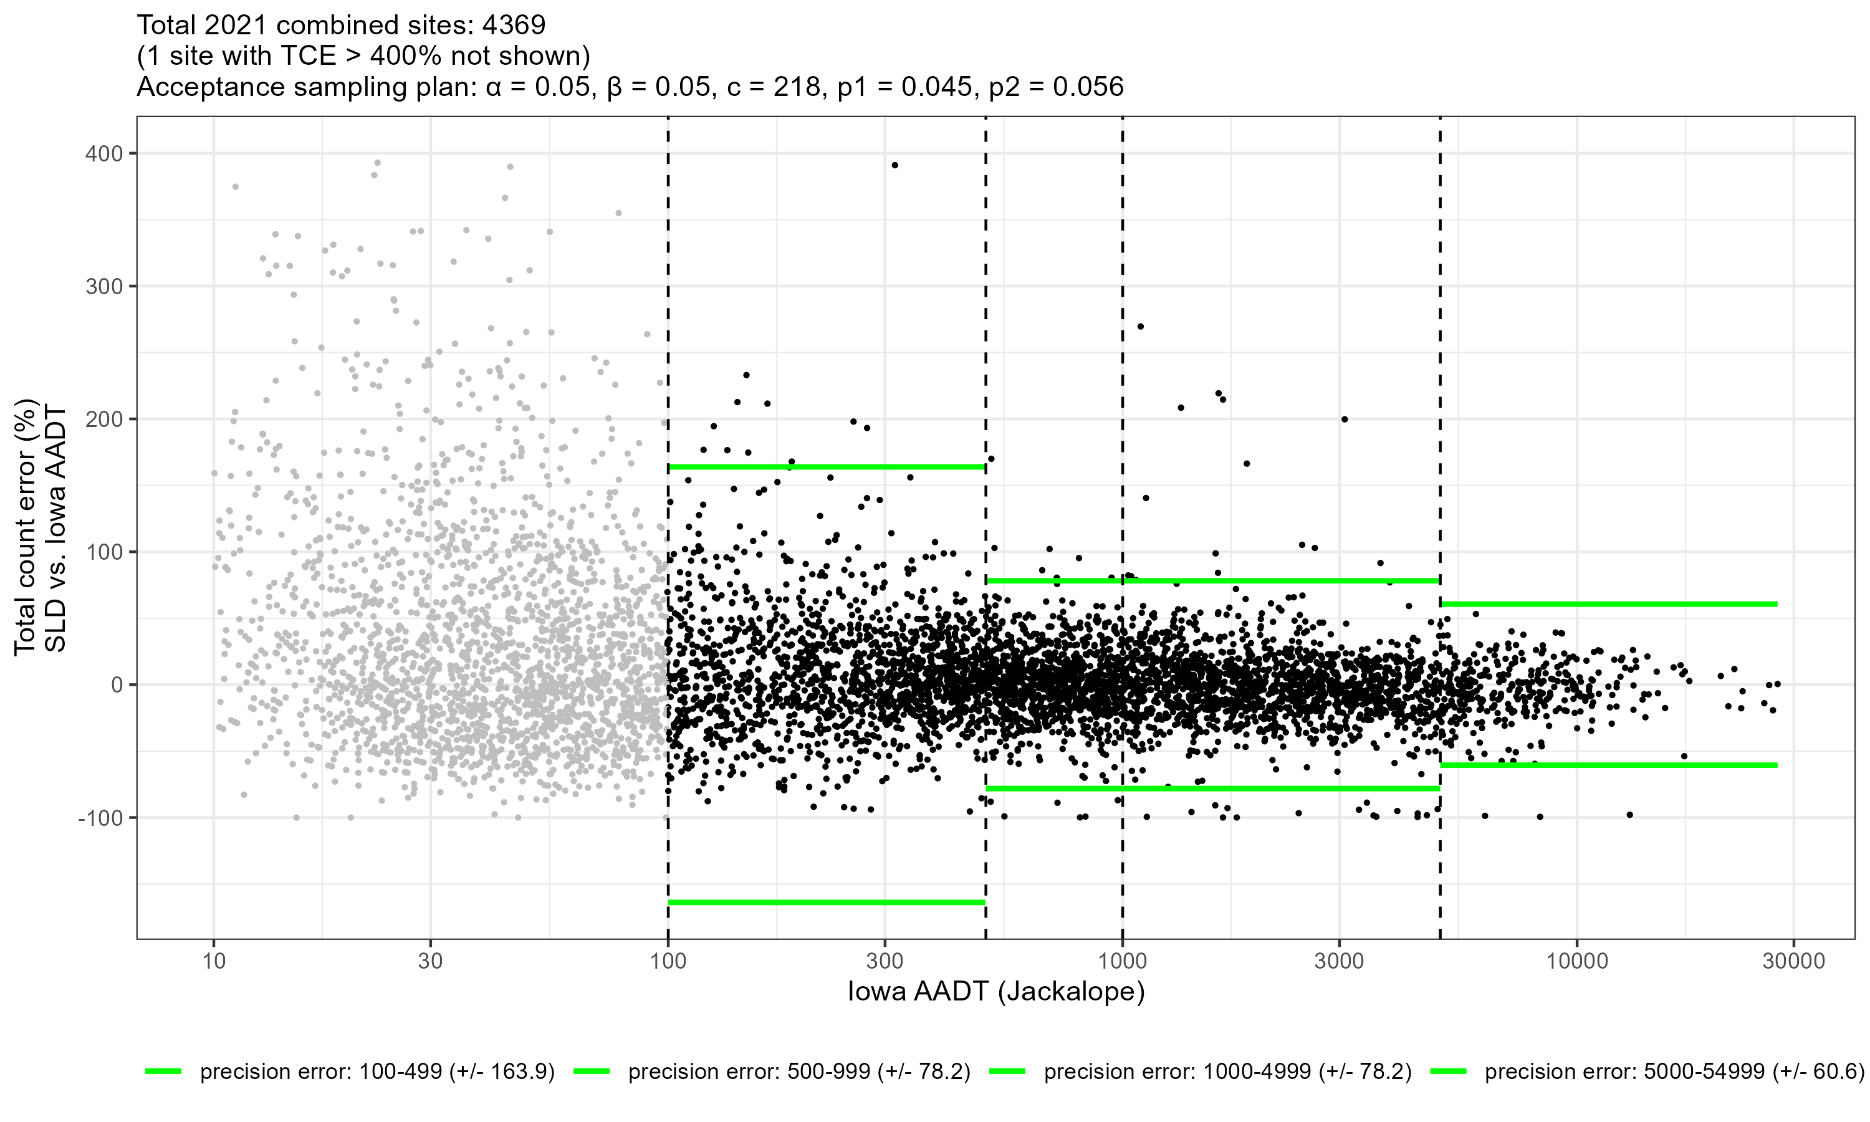 Total 2021 combined sites: 4369
(1 site with TCE > 400% not shown)
Acceptance sampling plan: α = 0.05, β = 0.05, c = 218, p1 = 0.045, p2 = 0.056
Total count error (%)
SLD vs. Iowa AADT
400
300
200
100
0
-100
10 30 100 300 1000 3000 10000 30000
Iowa AADT (Jackalope)
precision error: 100-499 (+/- 163.9) precision error: 500-999 (+/- 78.2) precision error: 1000-4999 (+/- 78.2) precision error: 5000-54999 (+/- 60.6)